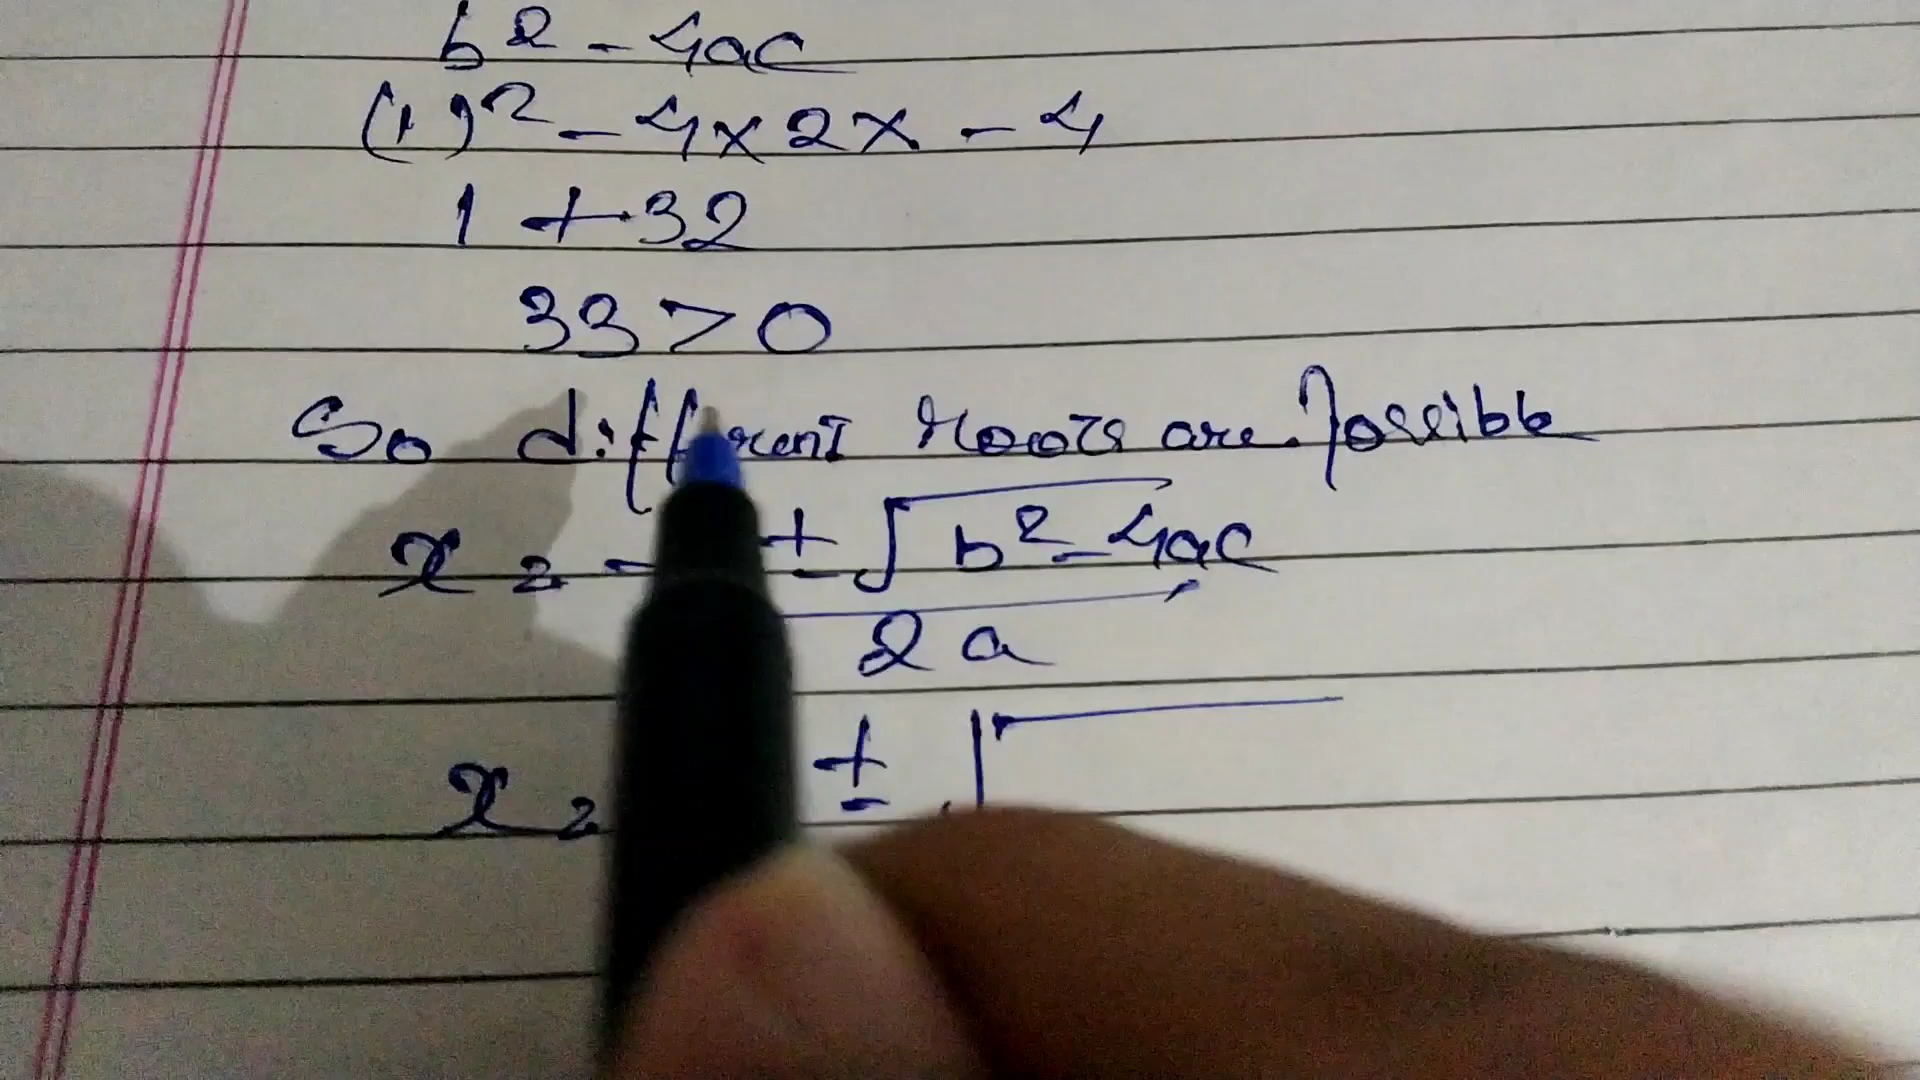 b² - 4ac
(1)² - 4x2x - 4
1 + 32
33 > 0
So different roots are possible
x = - ± √b² - 4ac
2a
x = ± √